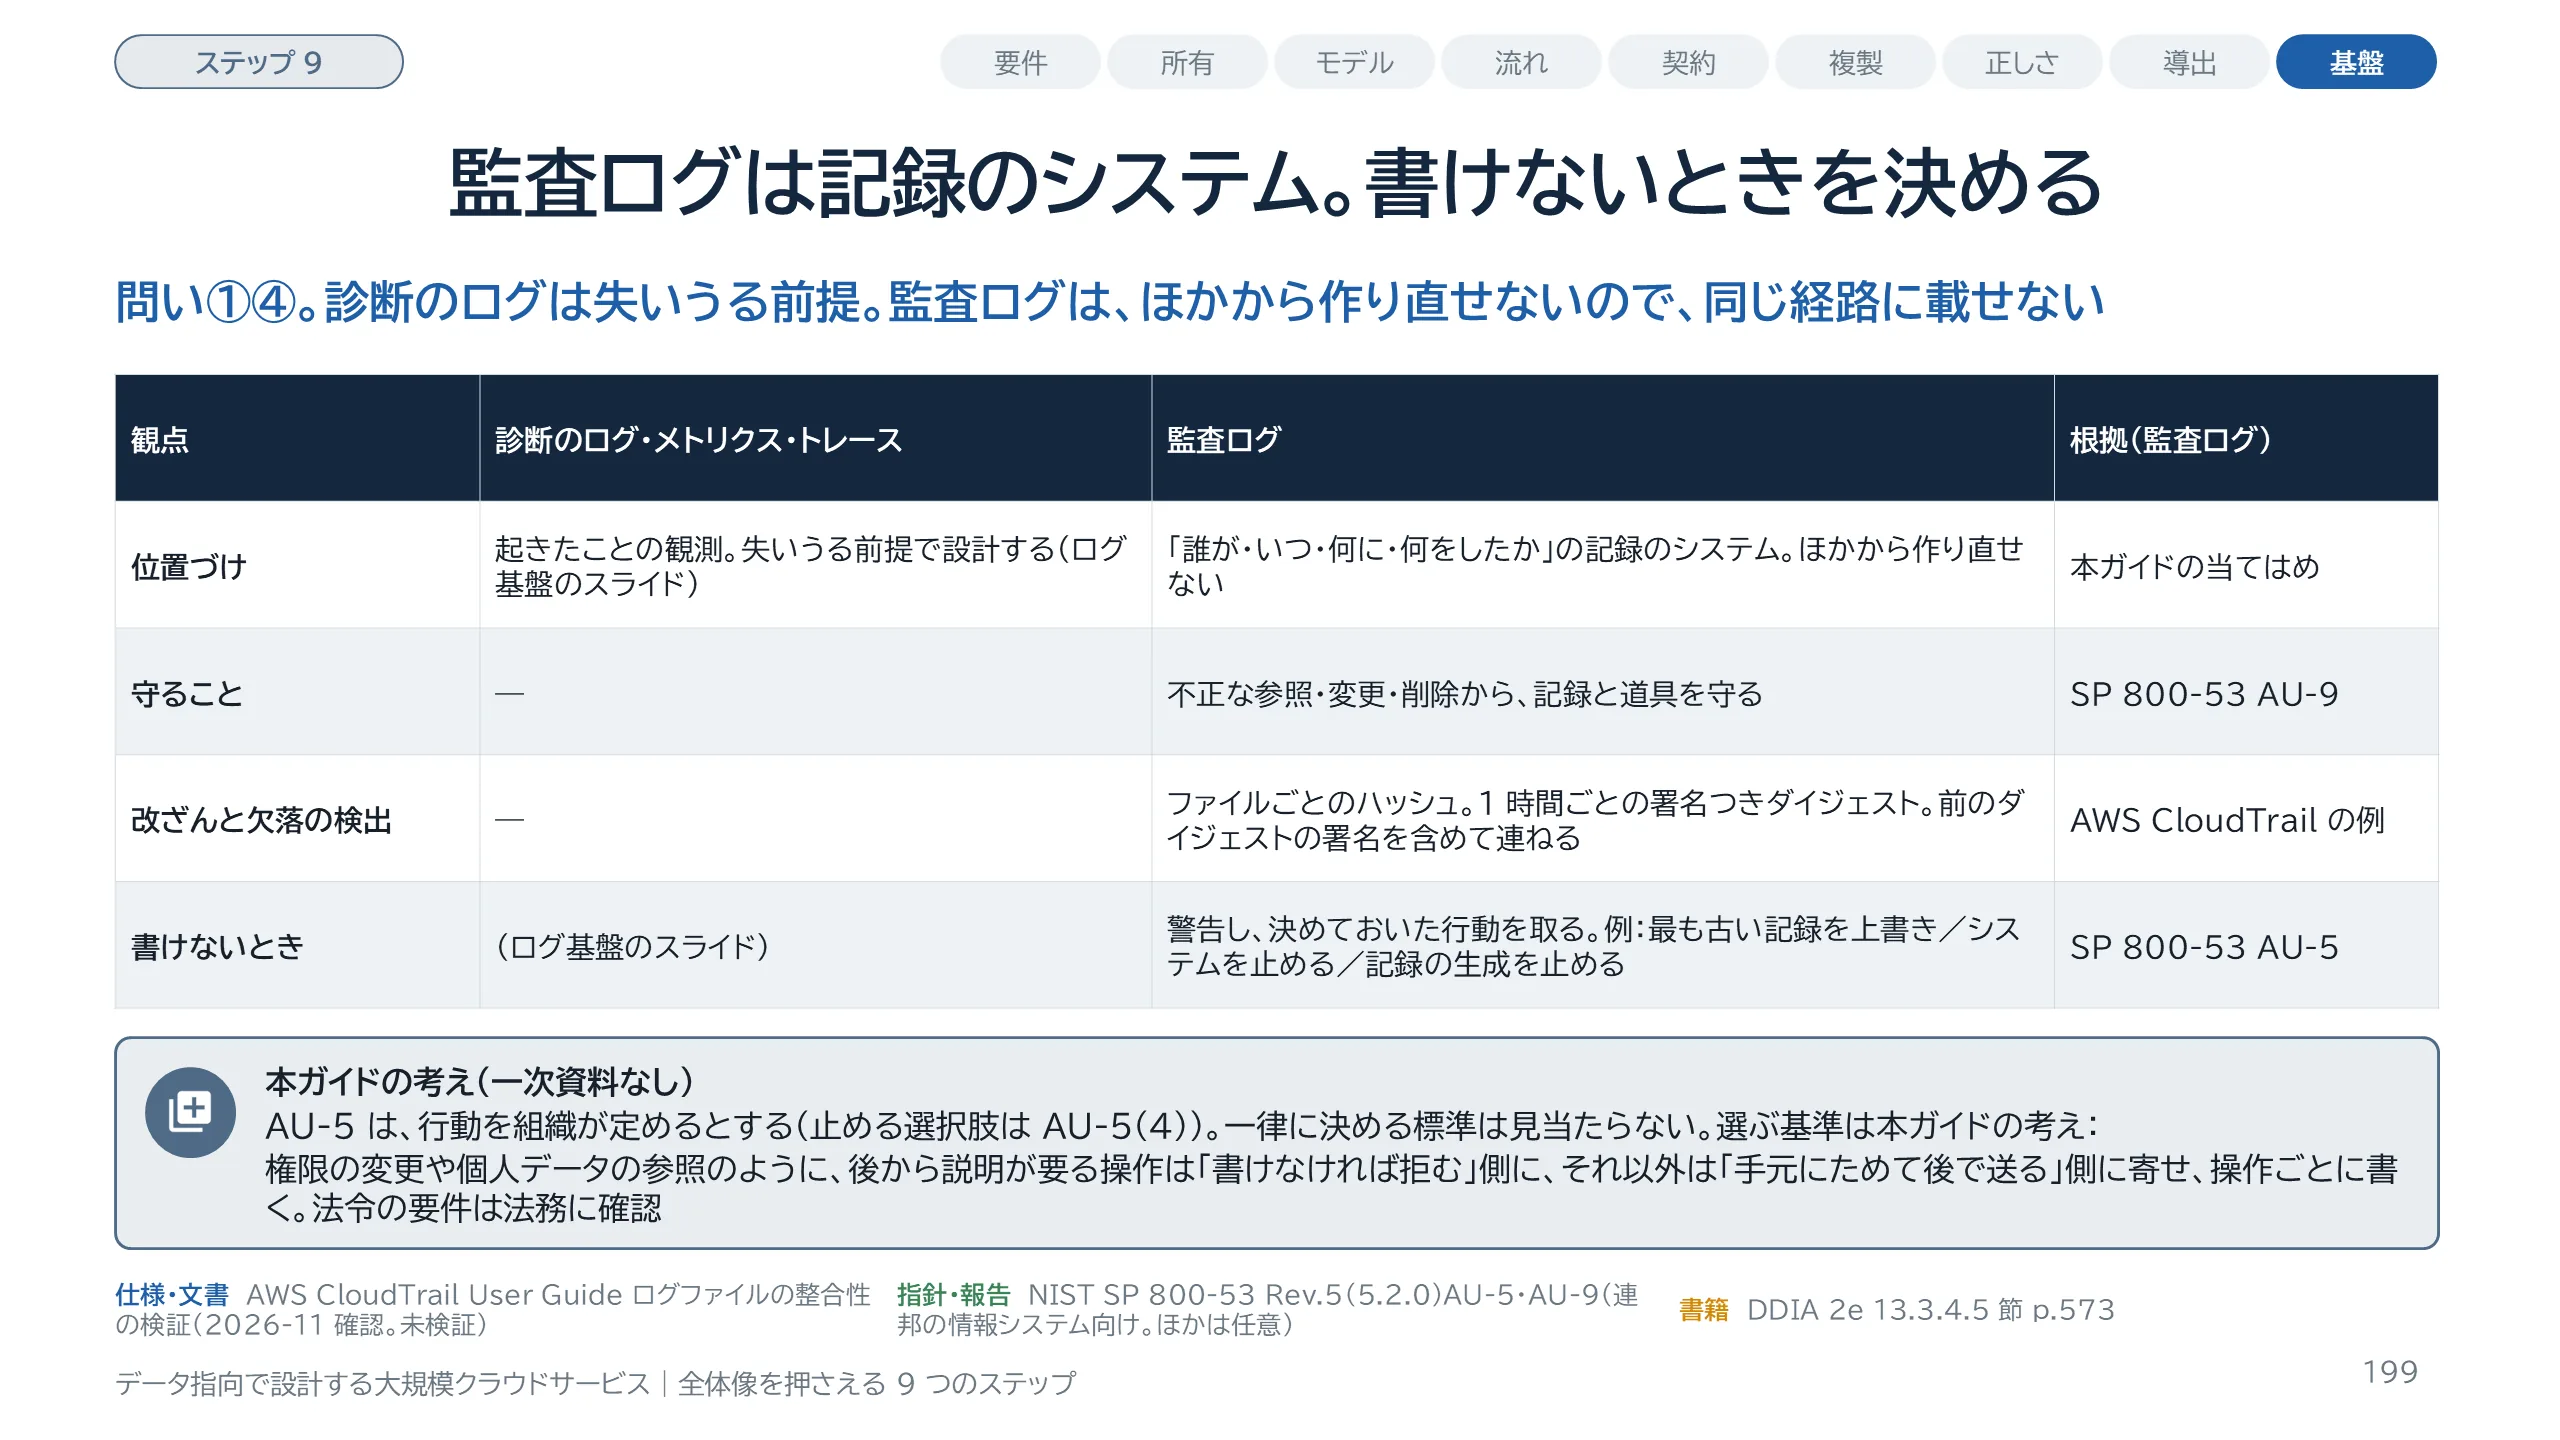 ステップ 9
要件
所有
モデル
流れ
契約
複製
正しさ
導出
基盤
監査ログは記録のシステム。書けないときを決める
問い①④。診断のログは失いうる前提。監査ログは、ほかから作り直せないので、同じ経路に載せない
観点
診断のログ・メトリクス・トレース
監査ログ
根拠(監査ログ)
位置づけ
起きたことの観測。失いうる前提で設計する(ログ
基盤のスライド)
「誰が・いつ・何に・何をしたか」の記録のシステム。ほかから作り直せ
ない
本ガイドの当てはめ
守ること
—
不正な参照・変更・削除から、記録と道具を守る
SP 800-53 AU-9
改ざんと欠落の検出
—
ファイルごとのハッシュ。1 時間ごとの署名つきダイジェスト。前のダ
イジェストの署名を含めて連ねる
AWS CloudTrail の例
書けないとき
(ログ基盤のスライド)
警告し、決めておいた行動を取る。例:最も古い記録を上書き/シス
テムを止める/記録の生成を止める
SP 800-53 AU-5
本ガイドの考え(一次資料なし)
AU-5 は、行動を組織が定めるとする(止める選択肢は AU-5(4))。一律に決める標準は見当たらない。選ぶ基準は本ガイドの考え:
権限の変更や個人データの参照のように、後から説明が要る操作は「書けなければ拒む」側に、それ以外は「手元にためて後で送る」側に寄せ、操作ごとに書
く。法令の要件は法務に確認
仕様・文書 AWS CloudTrail User Guide ログファイルの整合性
の検証(2026-11 確認。未検証)
指針・報告 NIST SP 800-53 Rev.5(5.2.0)AU-5・AU-9(連
邦の情報システム向け。ほかは任意)
書籍 DDIA 2e 13.3.4.5 節 p.573
データ指向で設計する大規模クラウドサービス|全体像を押さえる 9 つのステップ
199